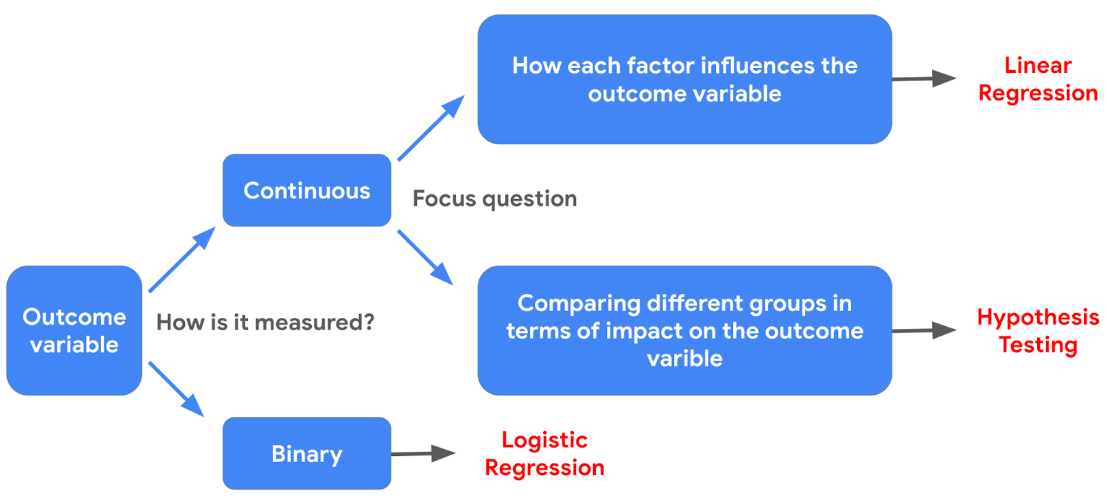 How each factor influences the
outcome variable
Linear
Regression
Continuous
Focus question
Outcome
variable
How is it measured?
Comparing different groups in
terms of impact on the outcome
varible
Hypothesis
Testing
Binary
Logistic
Regression